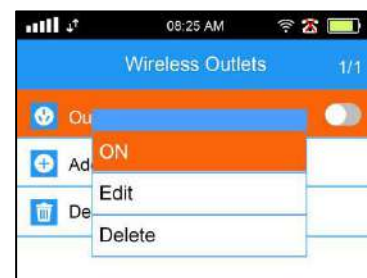 08:25 AM
Wireless Outlets 1/1
Ou
ON
Ad
Edit
De
Delete